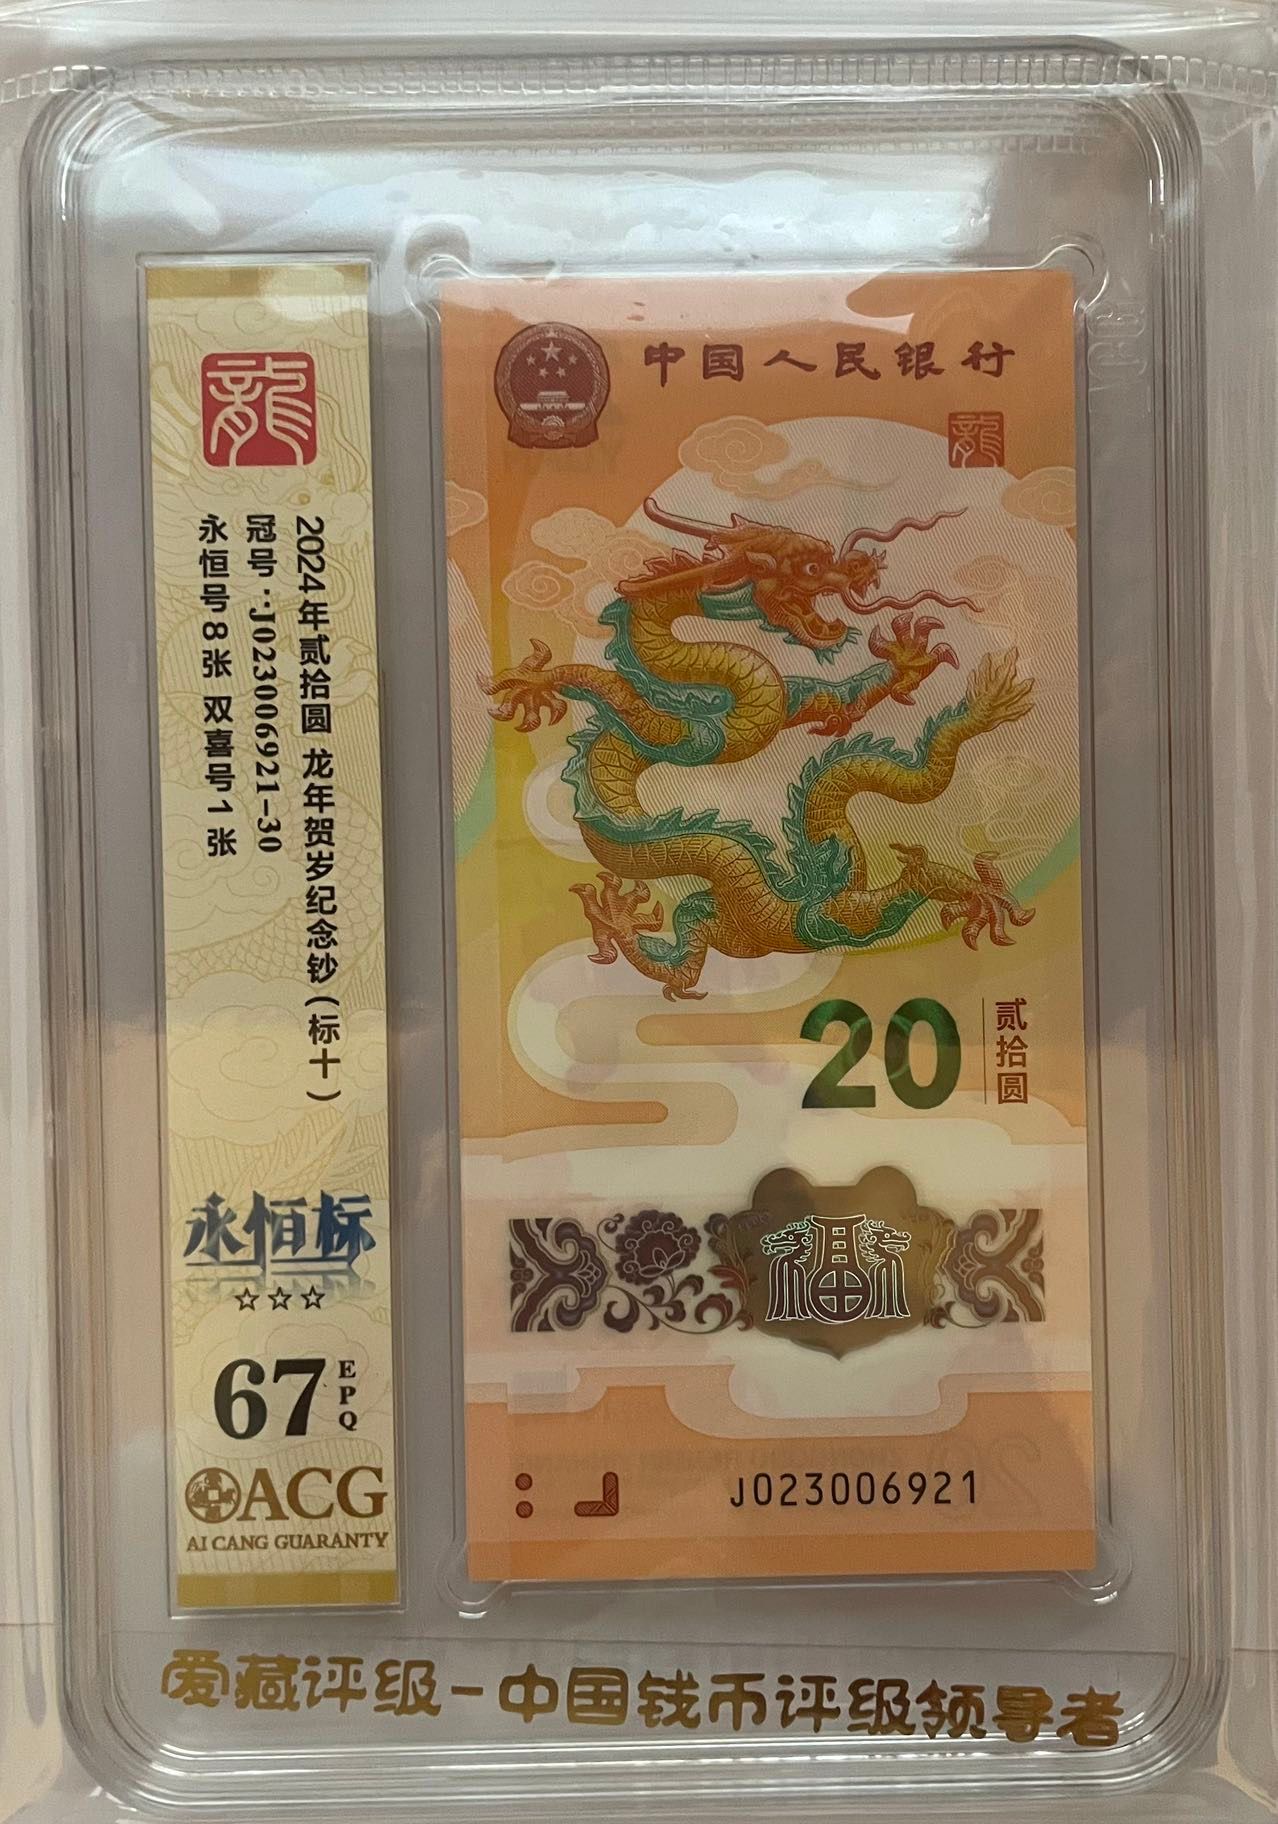 龍
2024年贰拾圆 龙年贺岁纪念钞(标十)
冠号:J023006921-30
永恒号8张 双喜号1张
永恒标
☆☆☆
67 EPQ
ACG
AI CANG GUARANTY
中国人民银行
龍
20 贰拾圆
福
J023006921
爱藏评级-中国钱币评级领导者